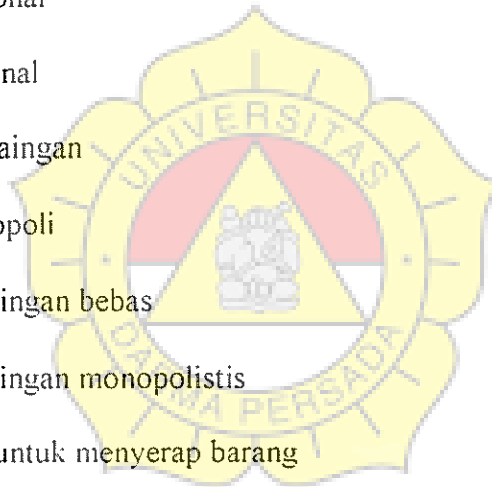 onal
nal
aingan
opoli
ingan bebas
ingan monopolistis
untuk menyerap barang
UNIVERSITAS
DARMA PERSADA